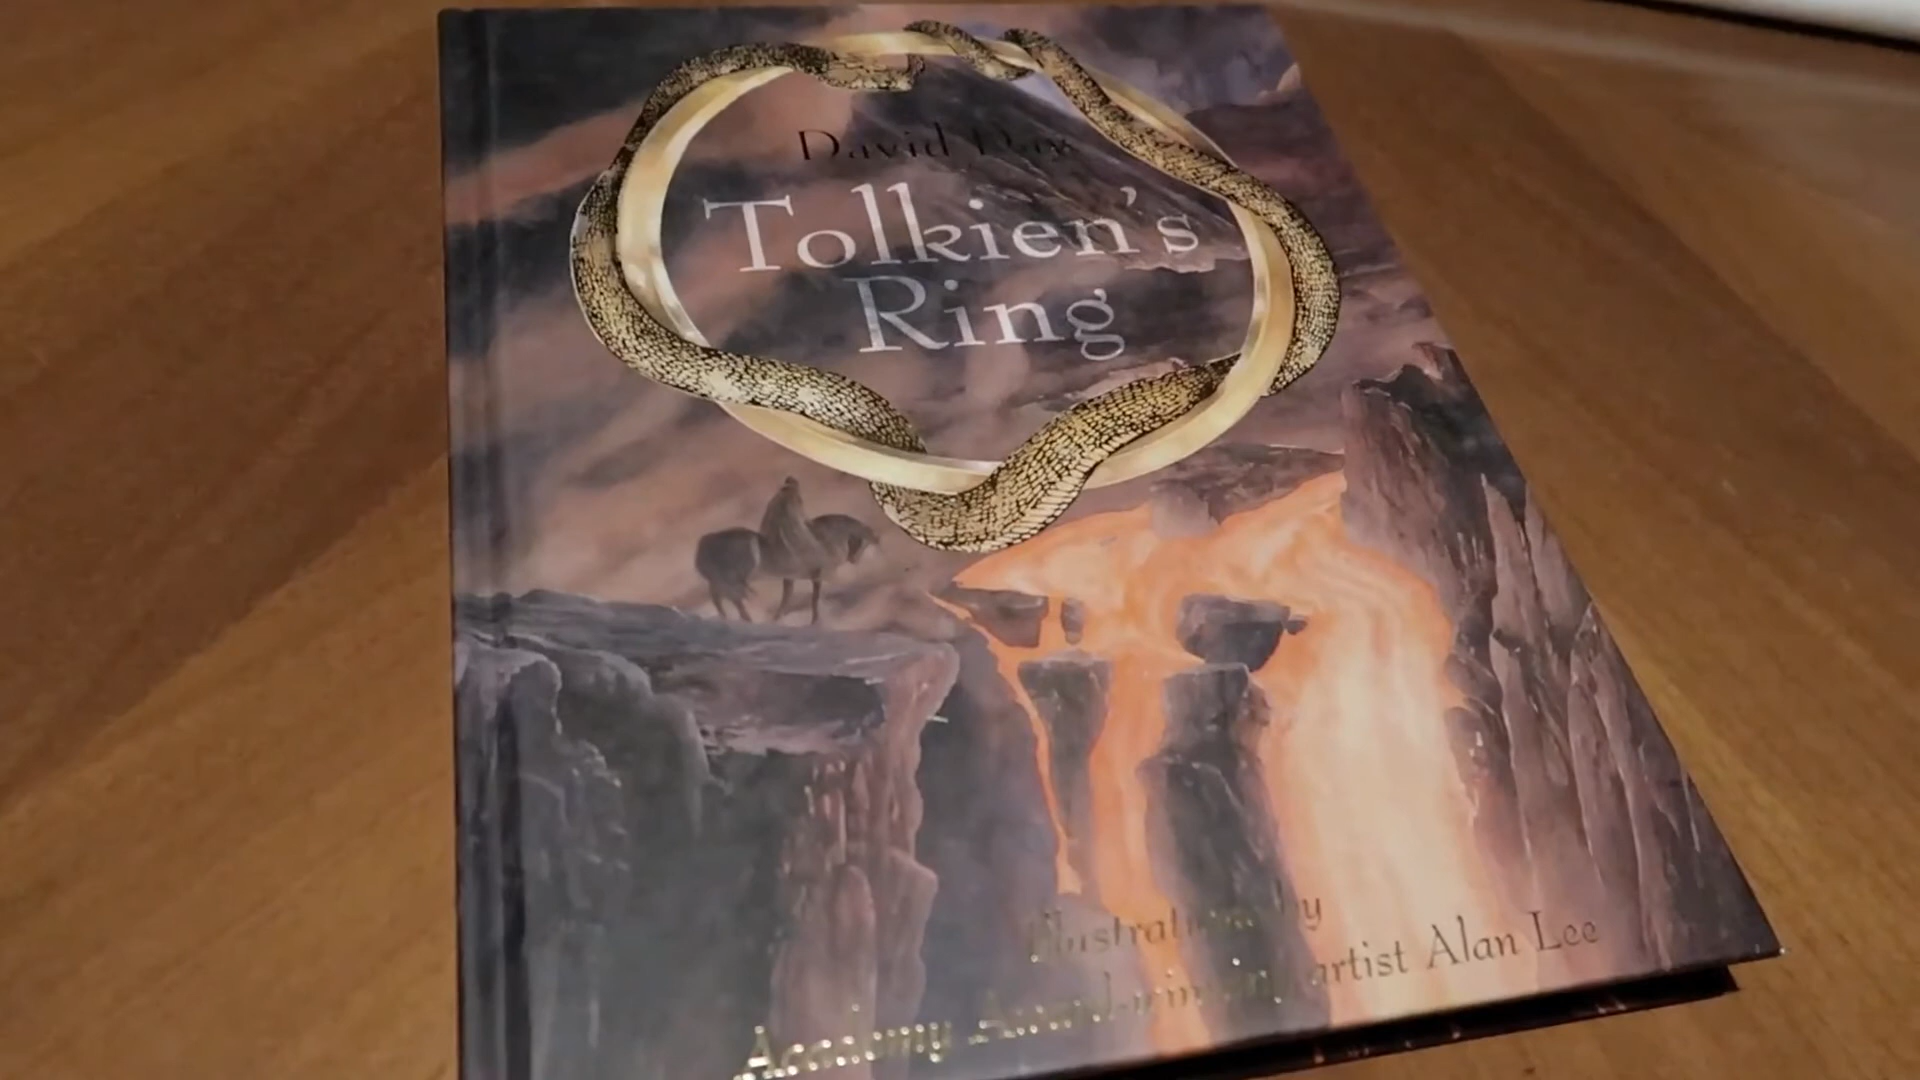 David Day
Tolkien's
Ring
Illustrations by
Academy Award-winning artist Alan Lee